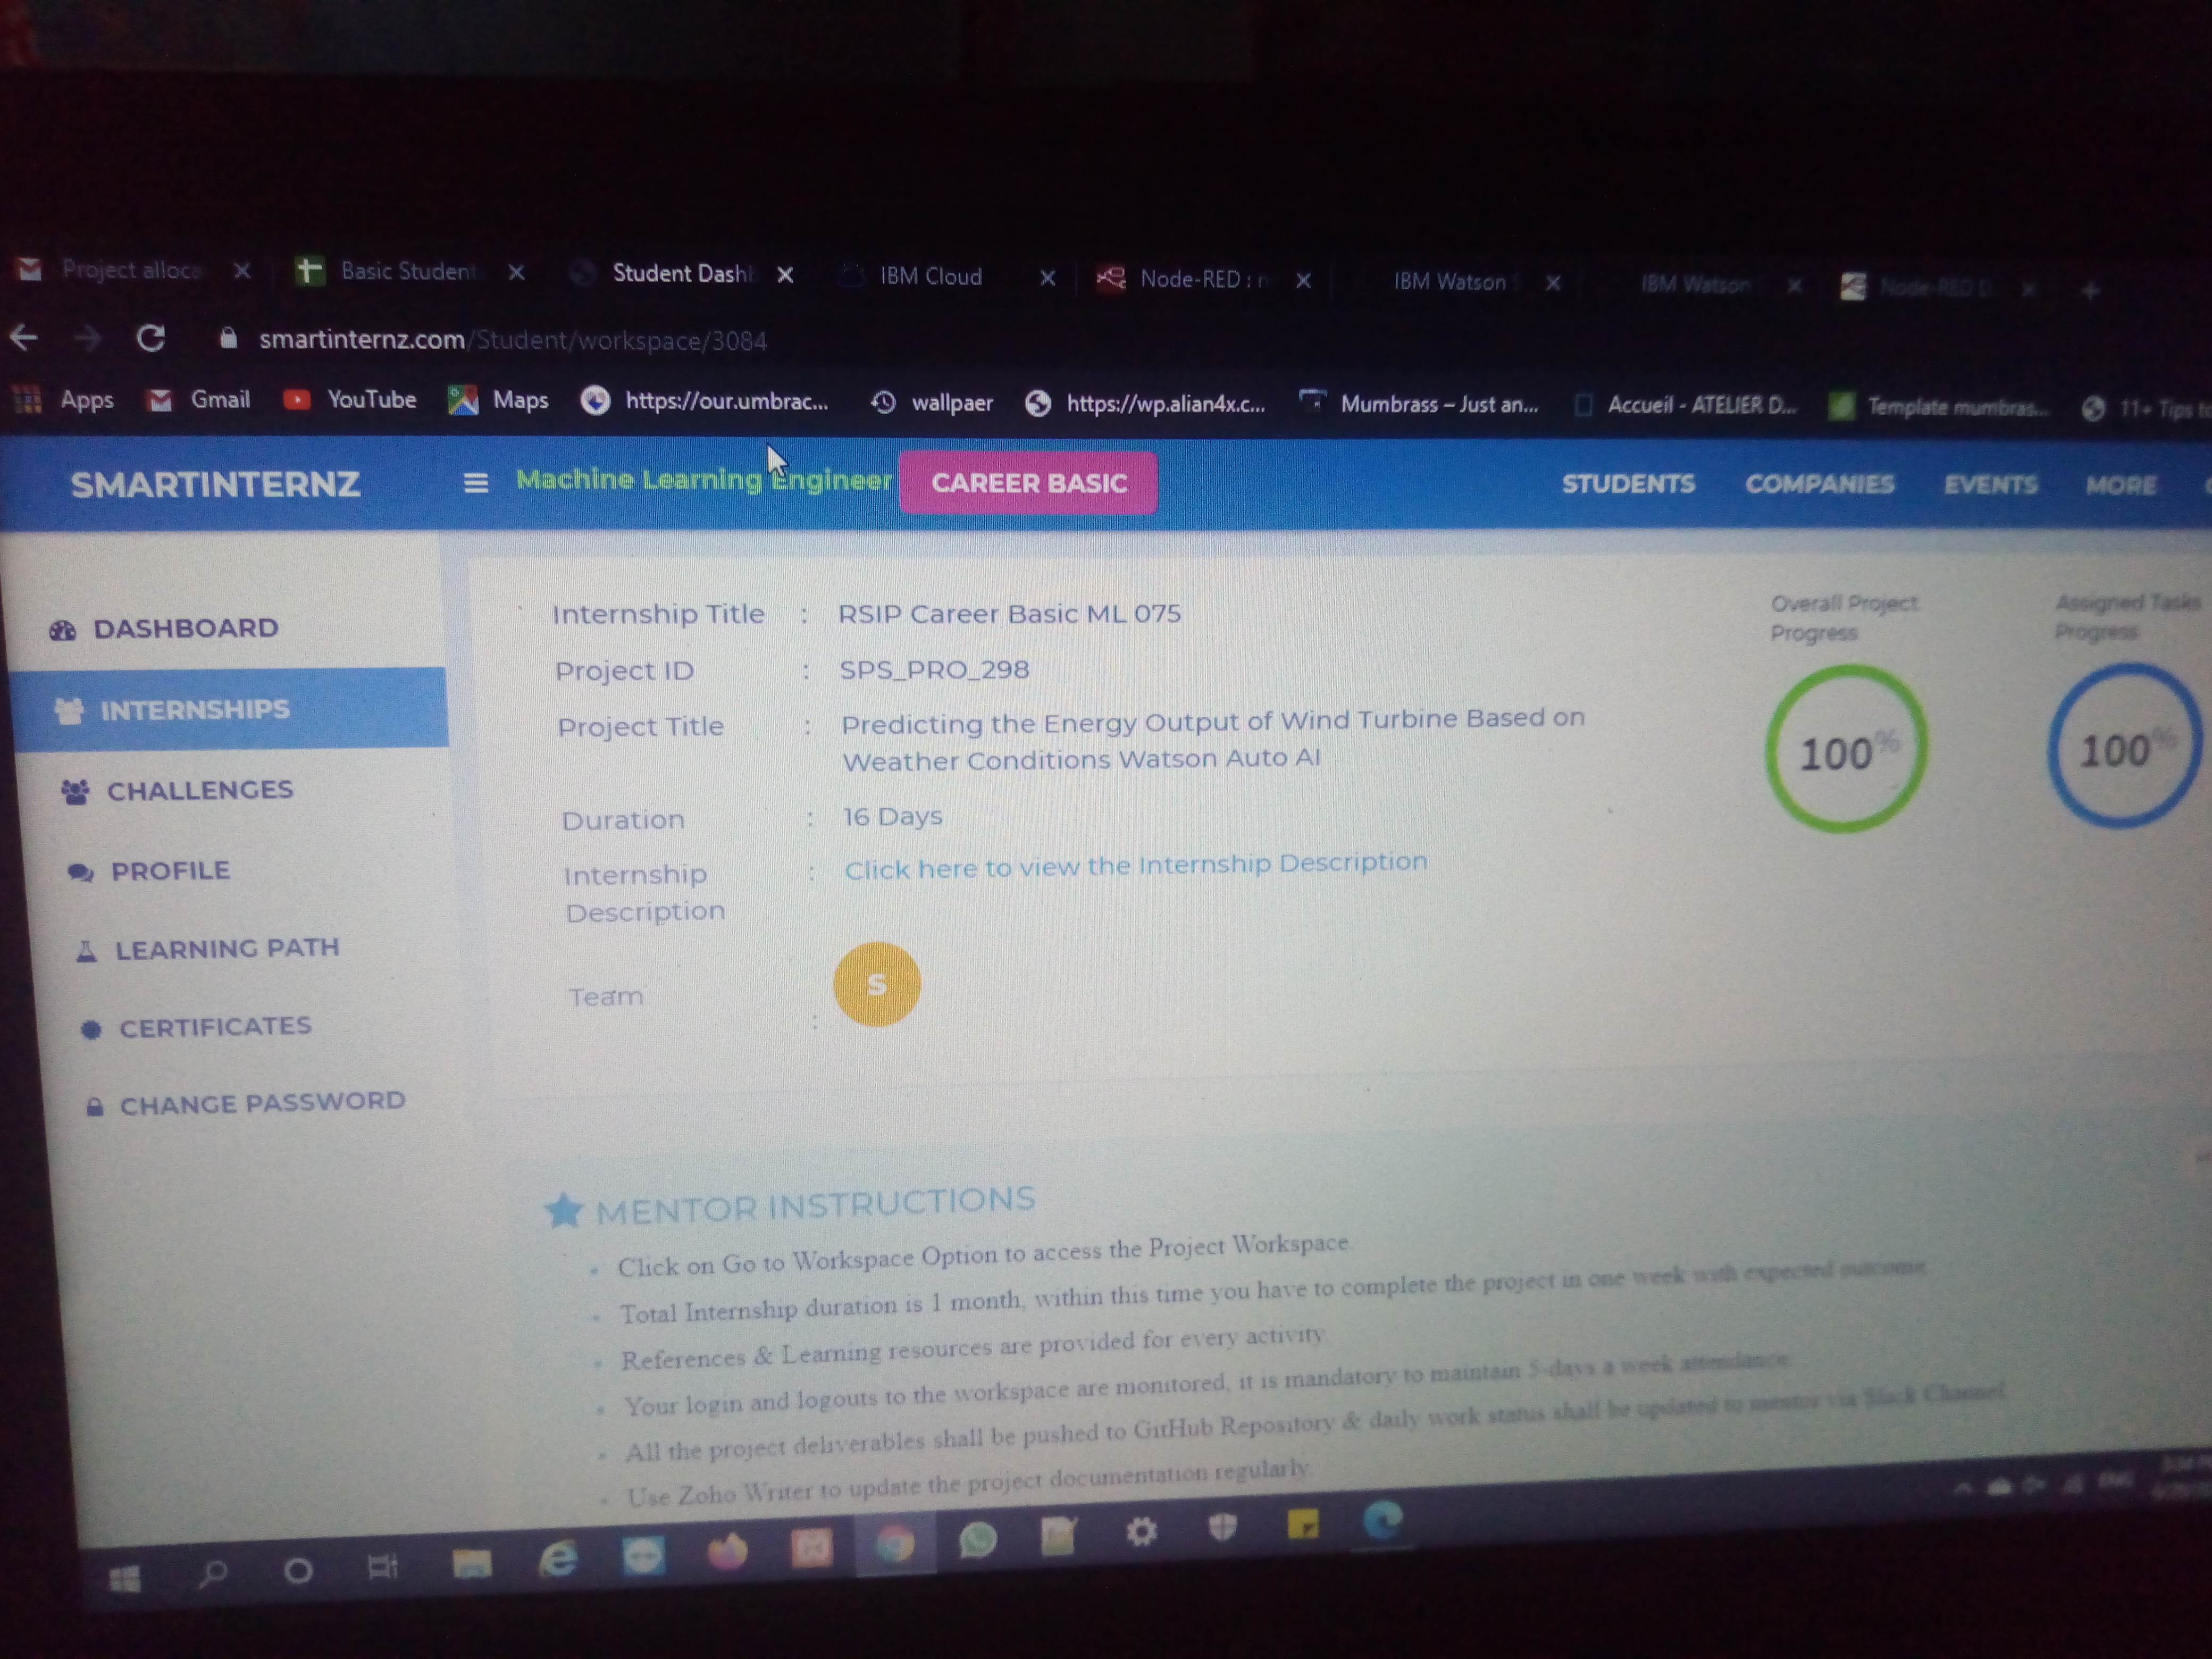 Project alloca
Basic Student
Student Dash
IBM Cloud
Node-RED : n
IBM Watson
IBM Watson
Node-RED D
smartinternz.com/Student/workspace/3084
Apps
Gmail
YouTube
Maps
https://our.umbrac...
wallpaer
https://wp.alian4x.c...
Mumbrass – Just an...
Accueil - ATELIER D...
Template mumbras...
11+ Tips to
SMARTINTERNZ
Machine Learning Engineer
CAREER BASIC
STUDENTS
COMPANIES
EVENTS
MORE
DASHBOARD
INTERNSHIPS
CHALLENGES
PROFILE
LEARNING PATH
CERTIFICATES
CHANGE PASSWORD
Internship Title : RSIP Career Basic ML 075
Project ID : SPS_PRO_298
Project Title : Predicting the Energy Output of Wind Turbine Based on
Weather Conditions Watson Auto AI
Duration : 16 Days
Internship : Click here to view the Internship Description
Description
Team :
S
Overall Project
Progress
100%
Assigned Tasks
Progress
100%
MENTOR INSTRUCTIONS
Click on Go to Workspace Option to access the Project Workspace.
Total Internship duration is 1 month, within this time you have to complete the project in one week with expected outcome
References & Learning resources are provided for every activity.
Your login and logouts to the workspace are monitored, it is mandatory to maintain 5-days a week attendance
All the project deliverables shall be pushed to GitHub Repository & daily work status shall be updated to mentor via Slack Channel
Use Zoho Writer to update the project documentation regularly.
ENG